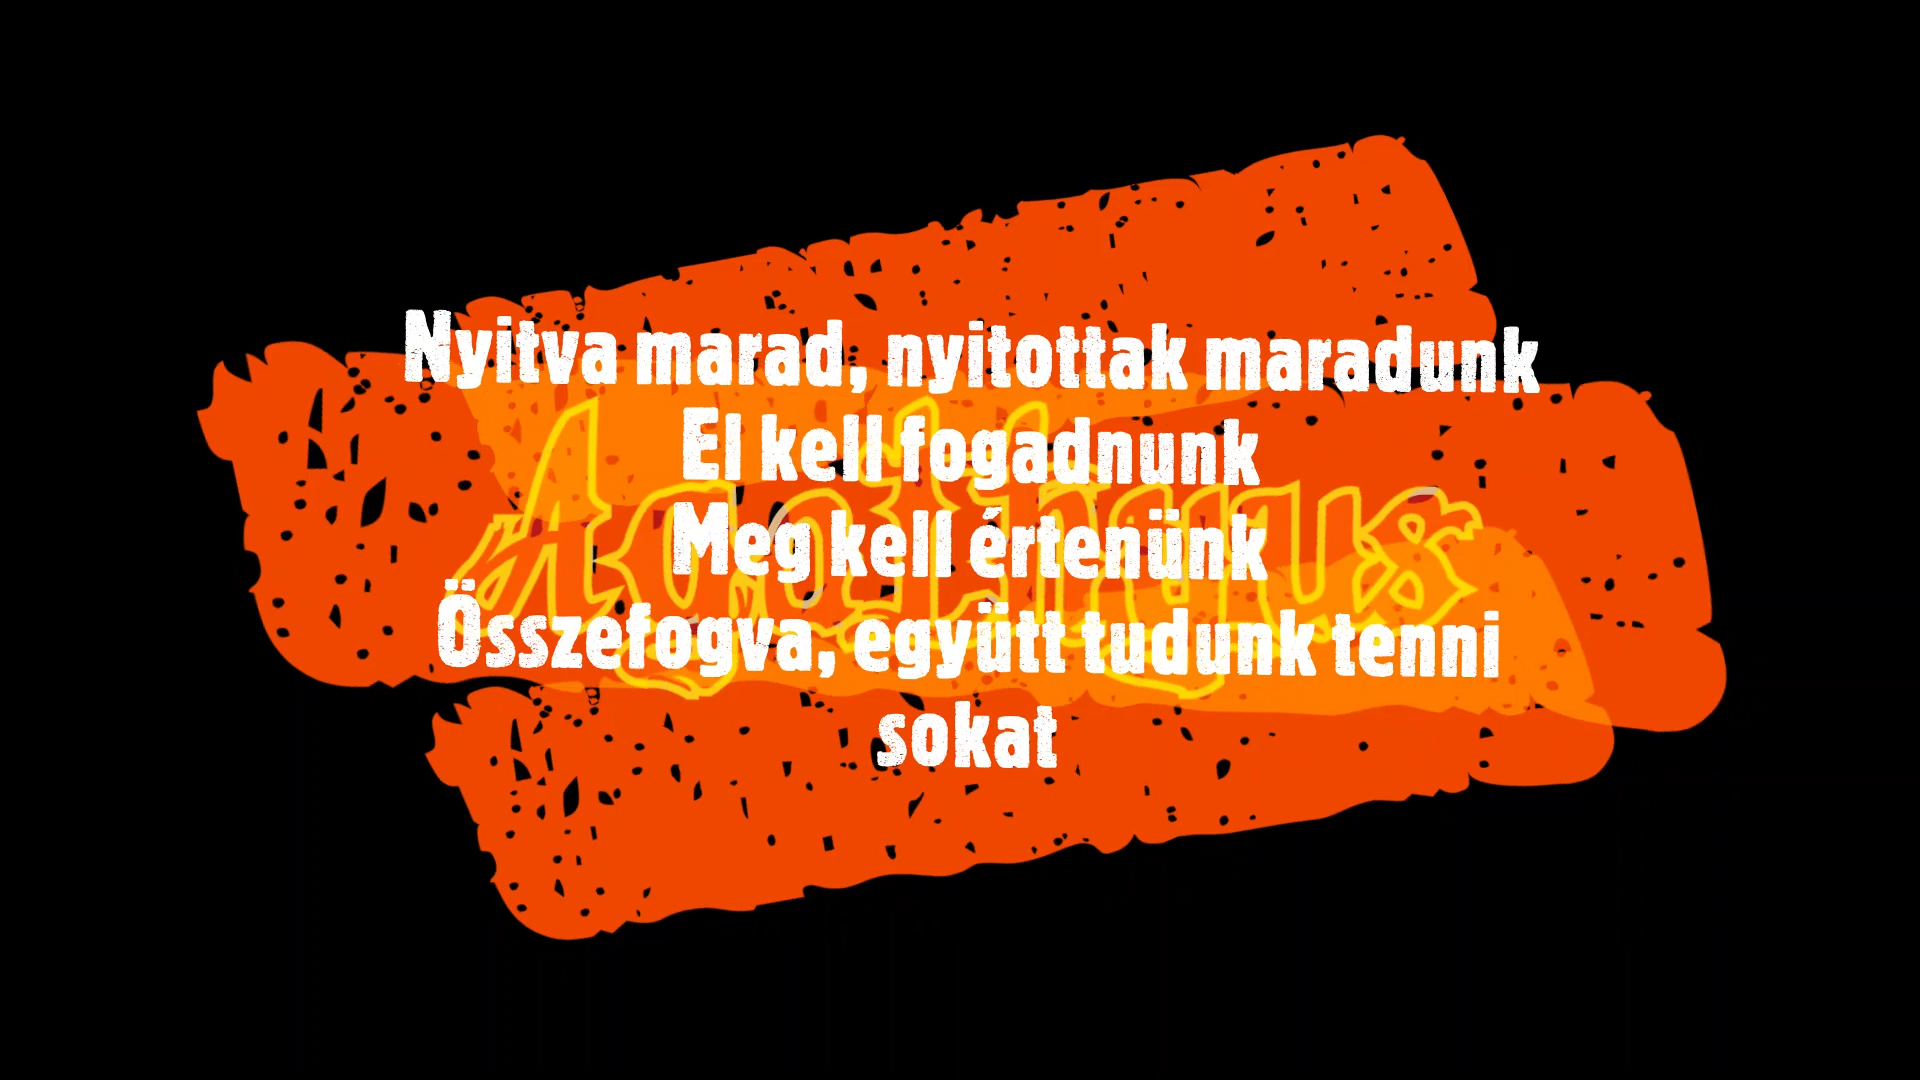 Nyitva marad, nyitottak maradunk
El kell fogadnunk
Meg kell értenünk
Összefogva, együtt tudunk tenni
sokat